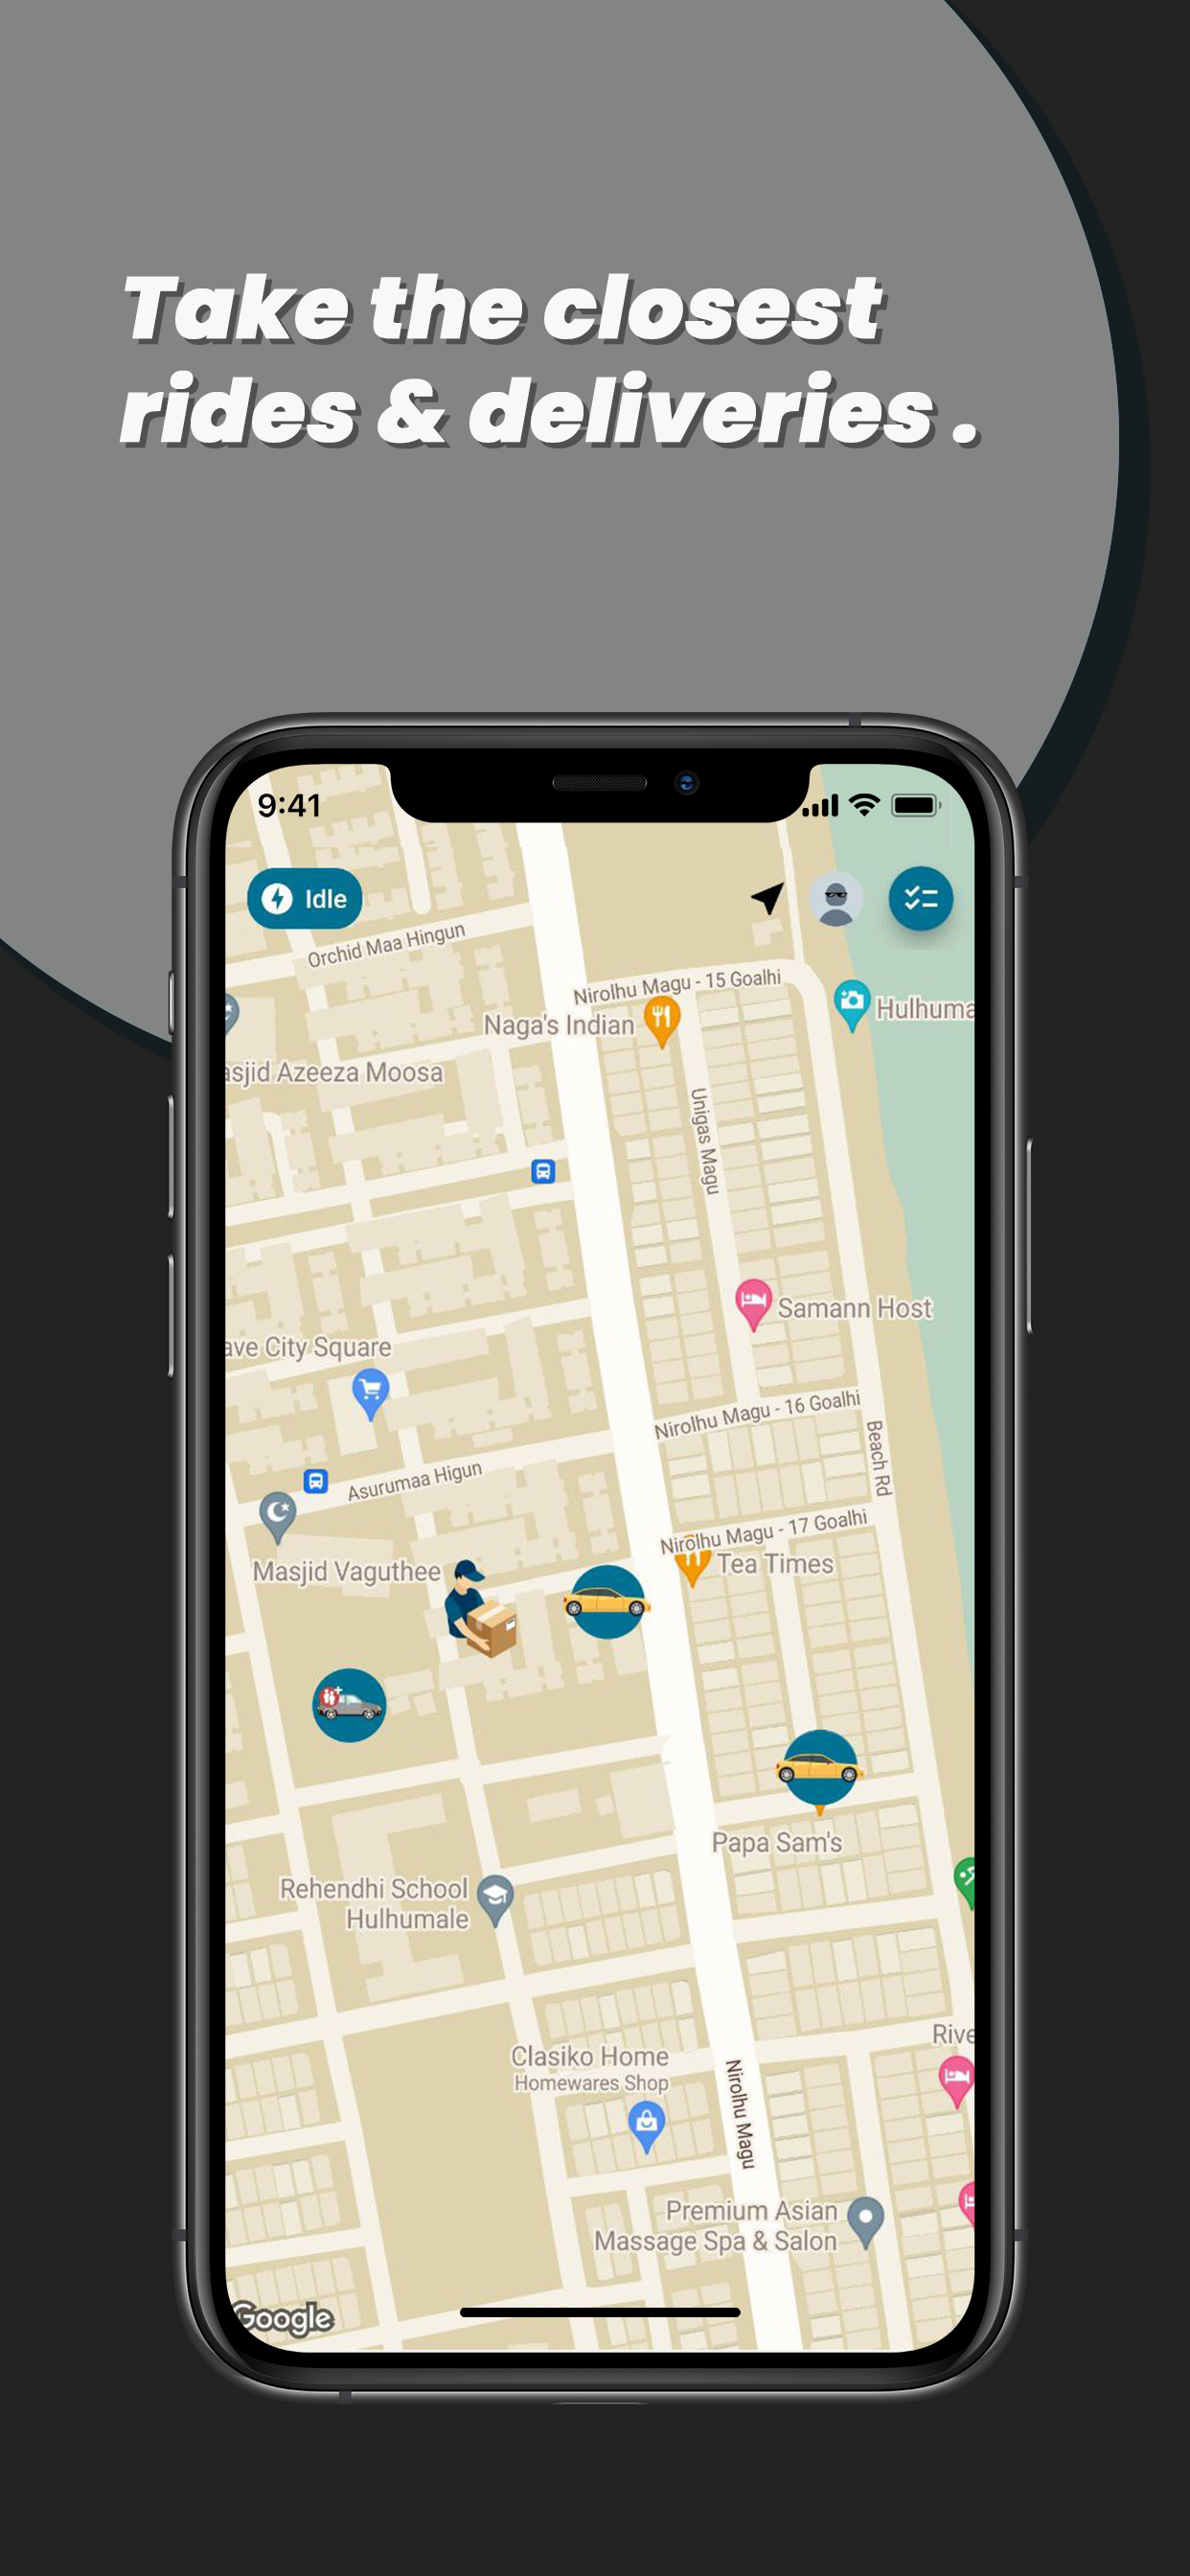 Take the closest
rides & deliveries .
9:41
Idle
Orchid Maa Hingun
Nirolhu Magu - 15 Goalhi
Hulhuma
Naga's Indian
asjid Azeeza Moosa
Unigas Magu
Samann Host
ave City Square
Nirolhu Magu - 16 Goalhi
Beach Rd
Asurumaa Higun
Nirolhu Magu - 17 Goalhi
Tea Times
Masjid Vaguthee
Papa Sam's
Rehendhi School
Hulhumale
Rive
Clasiko Home
Homewares Shop
Nirolhu Magu
Premium Asian
Massage Spa & Salon
Google